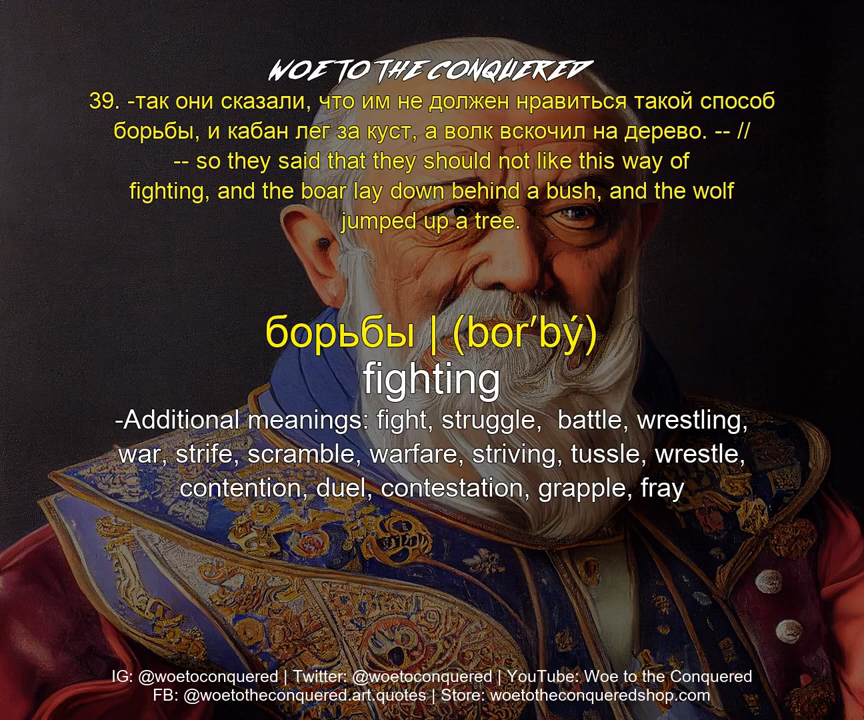 WOE TO THE CONQUERED
39. -так они сказали, что им не должен нравиться такой способ
борьбы, и кабан лег за куст, а волк вскочил на дерево. -- //
-- so they said that they should not like this way of
fighting, and the boar lay down behind a bush, and the wolf
jumped up a tree.
борьбы | (borʹbý)
fighting
-Additional meanings: fight, struggle,  battle, wrestling,
war, strife, scramble, warfare, striving, tussle, wrestle,
contention, duel, contestation, grapple, fray
IG: @woetoconquered | Twitter: @woetoconquered | YouTube: Woe to the Conquered
FB: @woetotheconquered.art.quotes | Store: woetotheconqueredshop.com